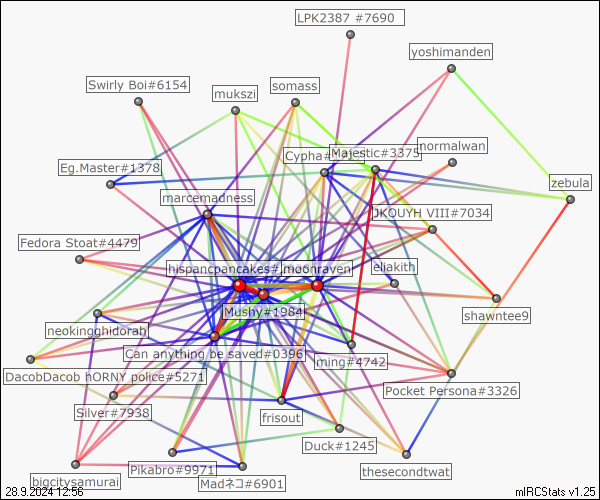 LPK2387 #7690
yoshimanden
Swirly Boi#6154
somass
mukszi
normalwan
Majestic#3375
Eg.Master#1378
zebula
marcemadness
JKQUYH VIII#7034
Fedora Stoat#4479
hispancpancakes#
moonraven
eliakith
Mushy#1984
shawntee9
neokingghidorah
Can anything be saved#0396
ming#4742
DacobDacob hORNY police#5271
Pocket Persona#3326
Silver#7938
frisout
Duck#1245
Pikabro#9971
thesecondtwat
bigcitysamurai
Madネコ#6901
28.9.2024 12:56
mIRCStats v1.25